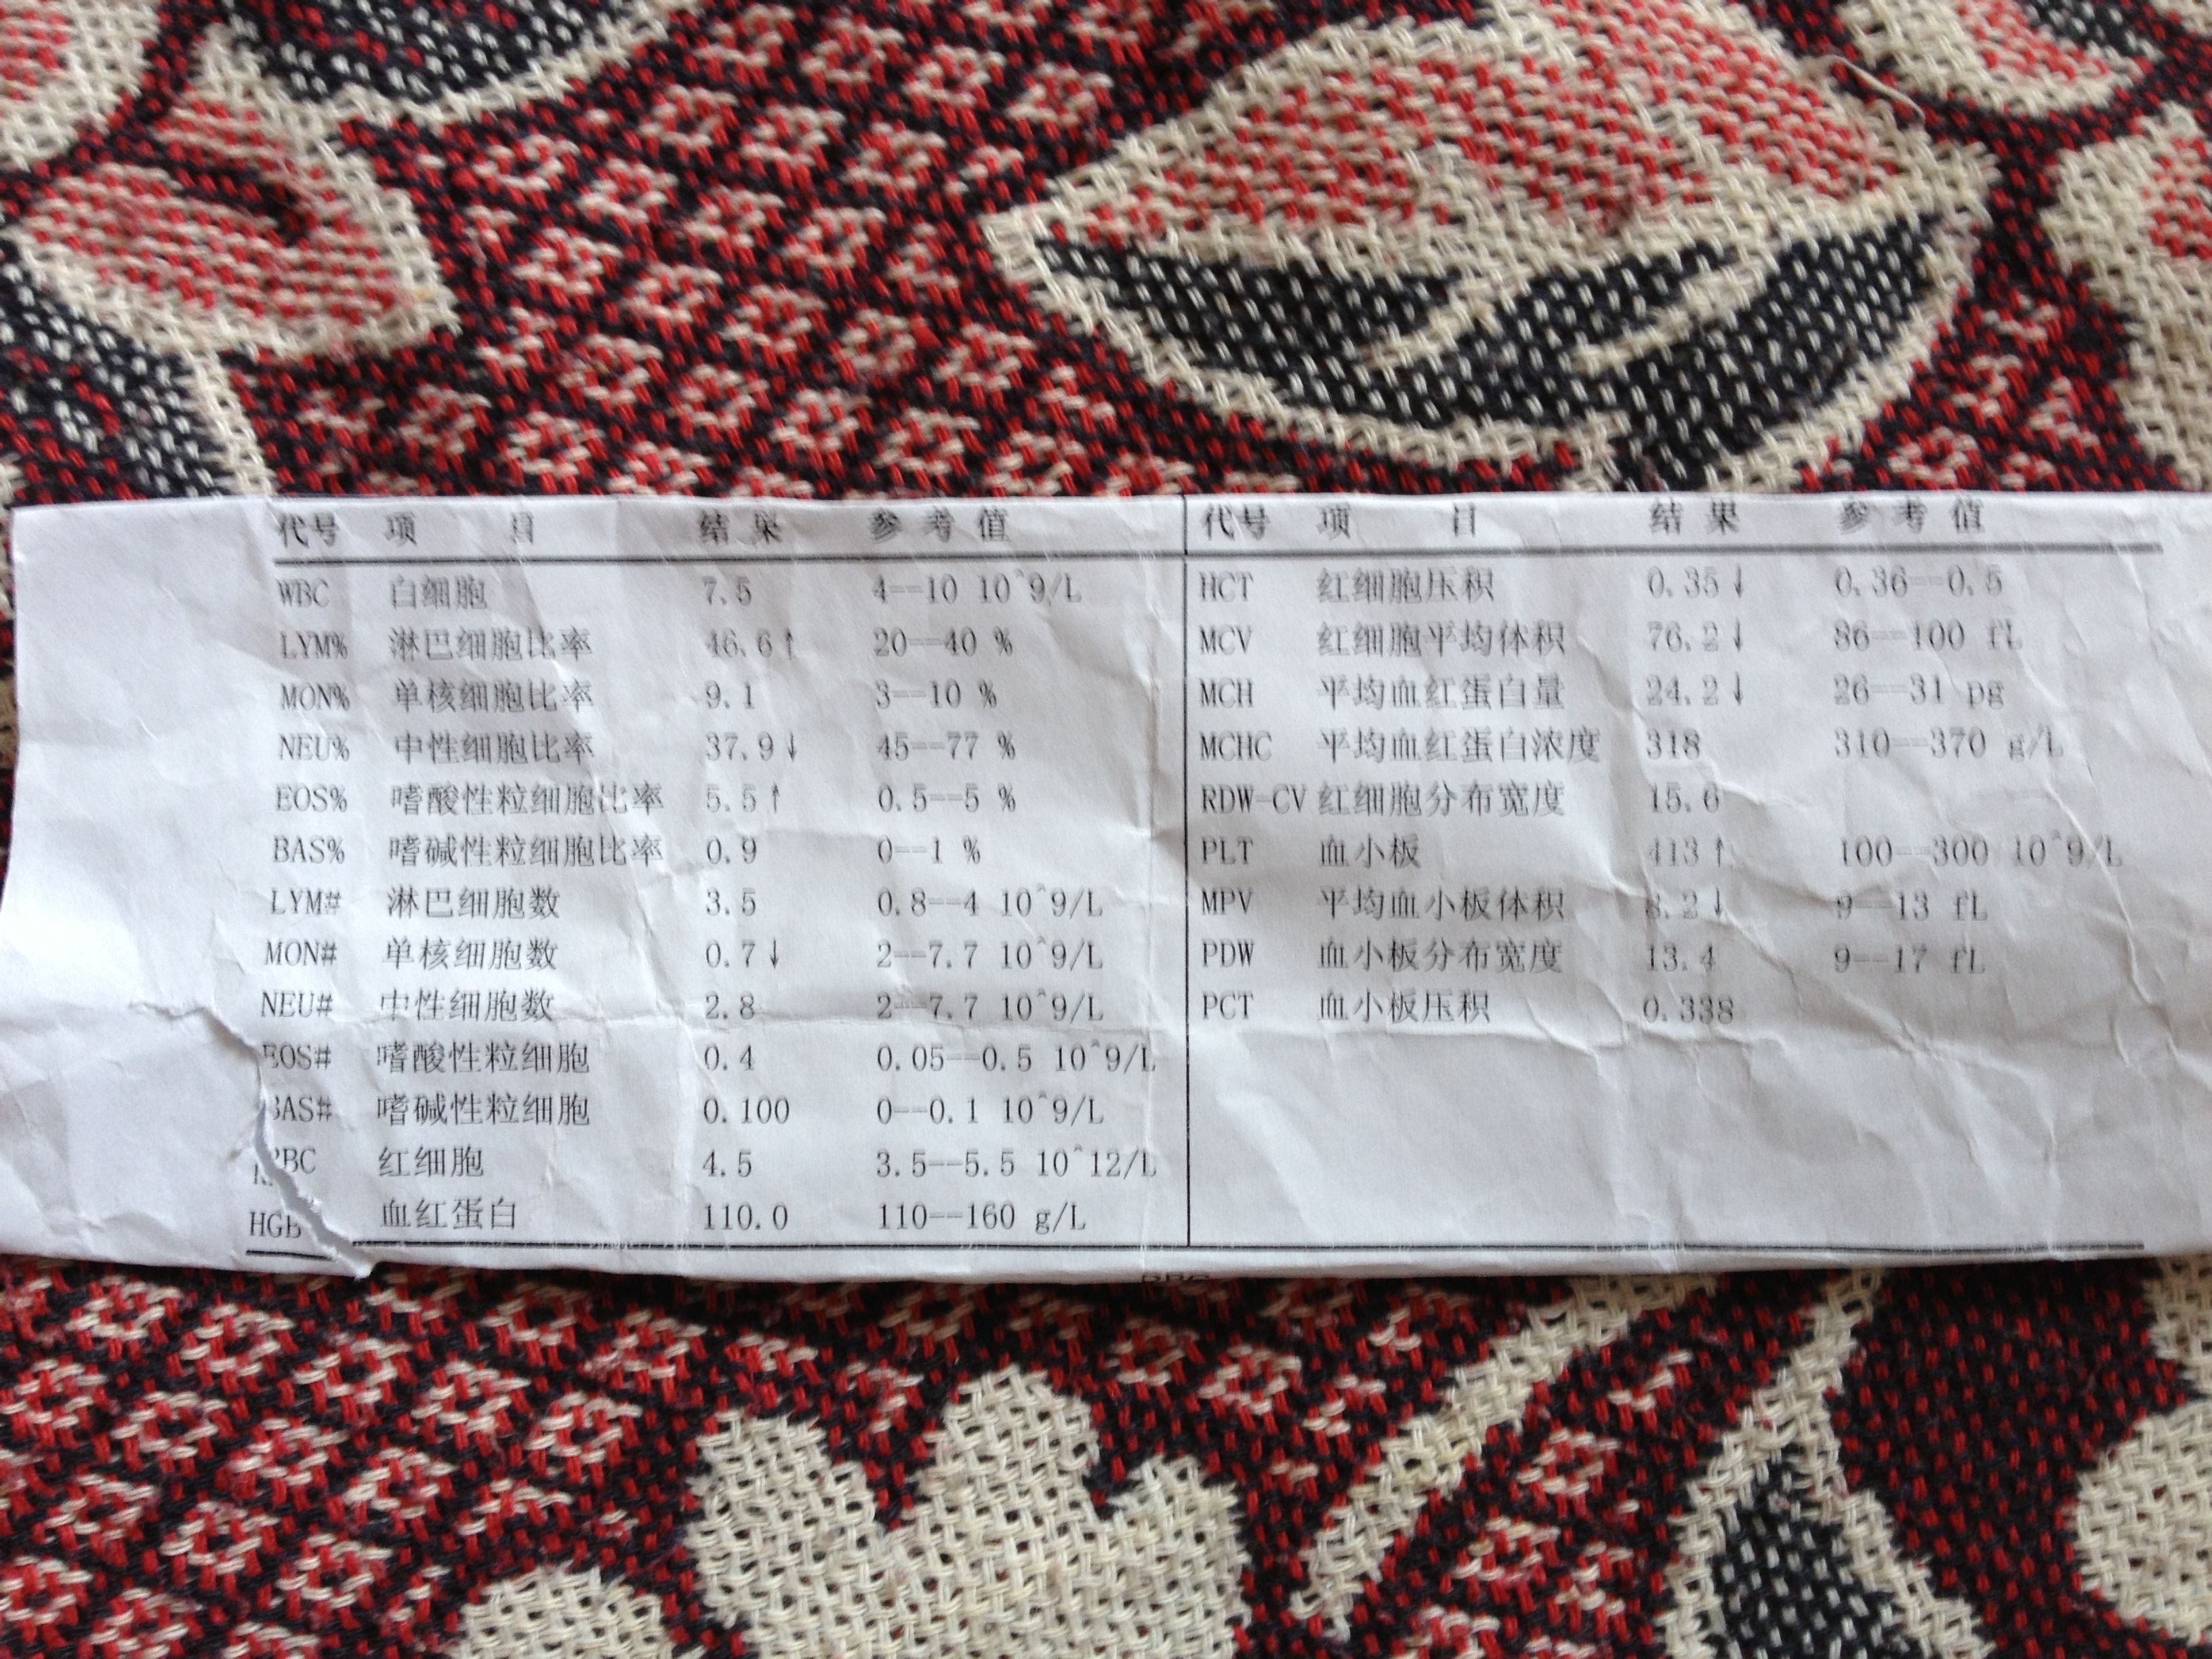 代号 项 目 结 果 参 考 值
WBC 白细胞 7.5 4--10 10^9/L
LYM% 淋巴细胞比率 46.6↑ 20--40 %
MON% 单核细胞比率 9.1 3--10 %
NEU% 中性细胞比率 37.9↓ 45--77 %
EOS% 嗜酸性粒细胞比率 5.5↑ 0.5--5 %
BAS% 嗜碱性粒细胞比率 0.9 0--1 %
LYM# 淋巴细胞数 3.5 0.8--4 10^9/L
MON# 单核细胞数 0.7↓ 2--7.7 10^9/L
NEU# 中性细胞数 2.8 2--7.7 10^9/L
EOS# 嗜酸性粒细胞 0.4 0.05--0.5 10^9/L
BAS# 嗜碱性粒细胞 0.100 0--0.1 10^9/L
RBC 红细胞 4.5 3.5--5.5 10^12/L
HGB 血红蛋白 110.0 110--160 g/L
代号 项 目 结 果 参 考 值
HCT 红细胞压积 0.35↓ 0.36--0.5
MCV 红细胞平均体积 76.2↓ 86--100 fL
MCH 平均血红蛋白量 24.2↓ 26--31 pg
MCHC 平均血红蛋白浓度 318 310--370 g/L
RDW-CV 红细胞分布宽度 15.6
PLT 血小板 413↑ 100--300 10^9/L
MPV 平均血小板体积 8.2↓ 9--13 fL
PDW 血小板分布宽度 13.4 9--17 fL
PCT 血小板压积 0.338